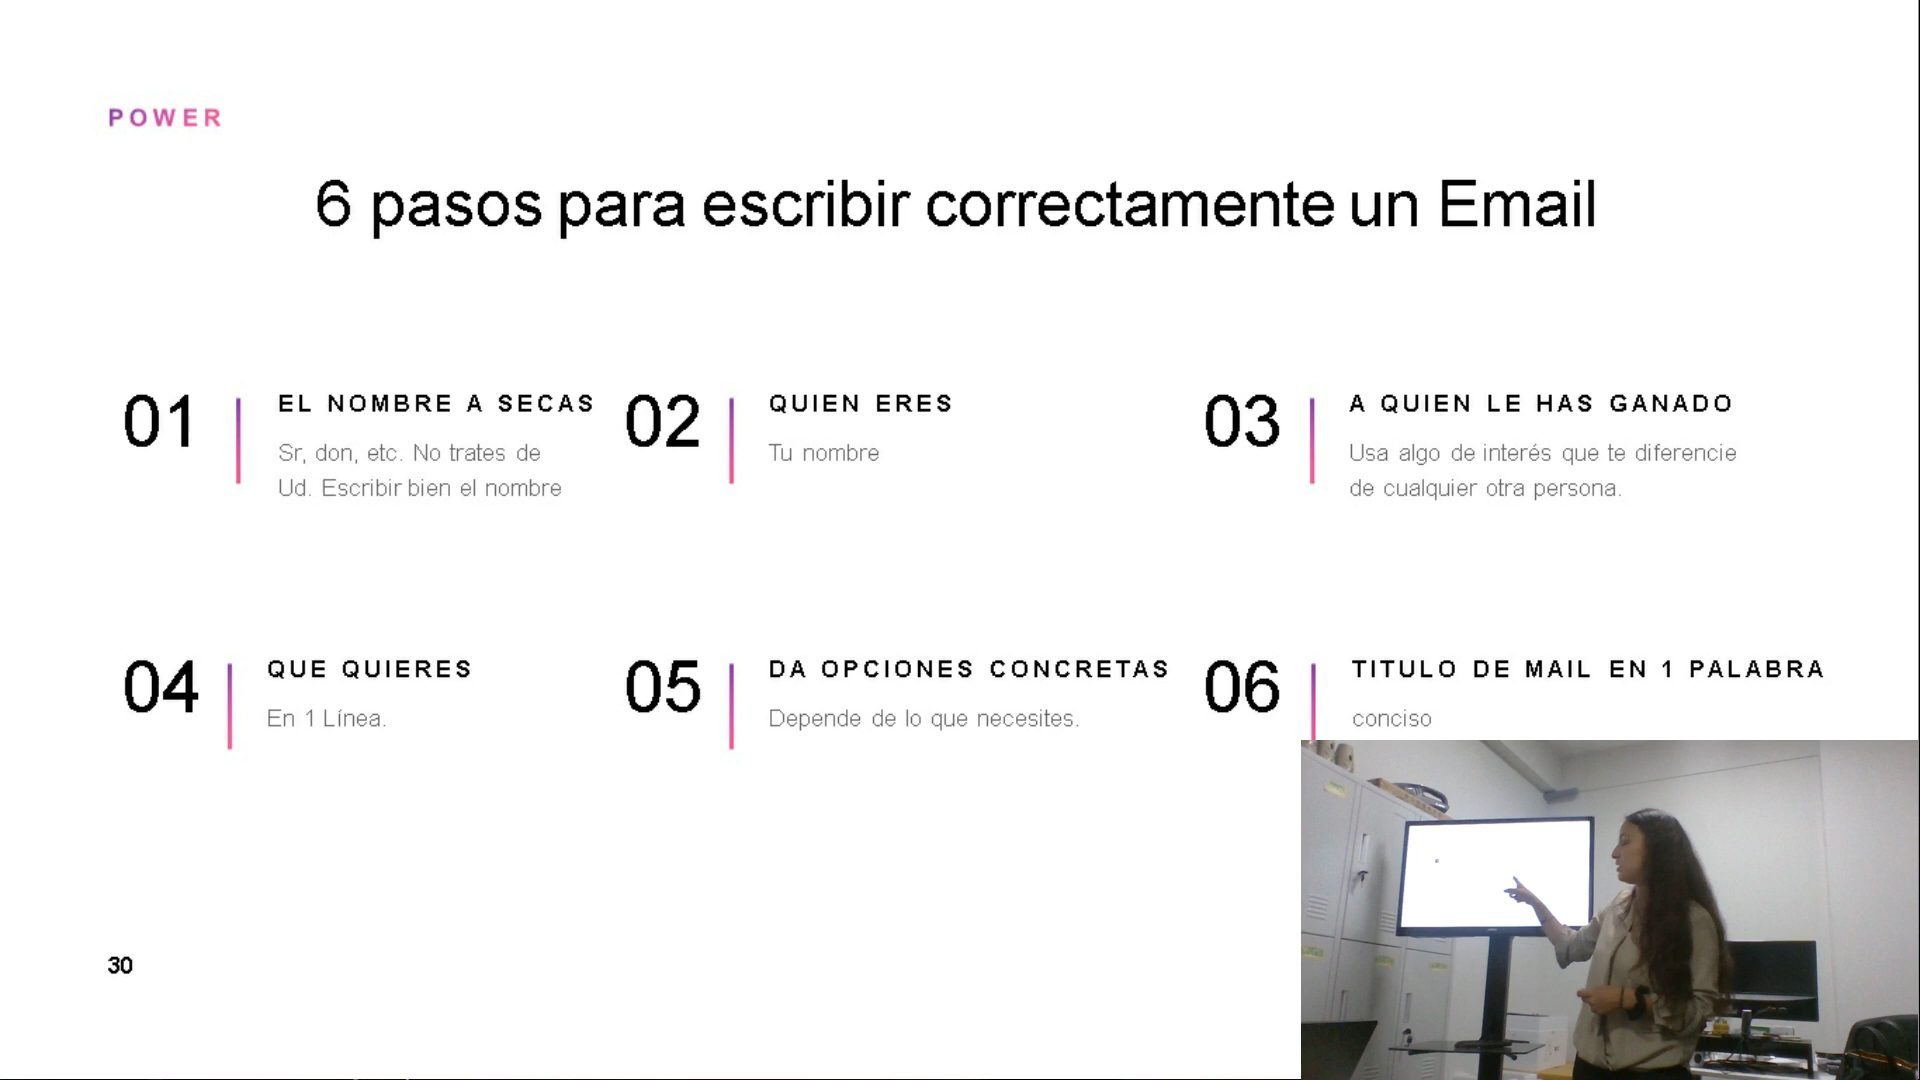 POWER
6 pasos para escribir correctamente un Email
01
EL NOMBRE A SECAS
Sr, don, etc. No trates de
Ud. Escribir bien el nombre
02
QUIEN ERES
Tu nombre
03
A QUIEN LE HAS GANADO
Usa algo de interés que te diferencie
de cualquier otra persona.
04
QUE QUIERES
En 1 Línea.
05
DA OPCIONES CONCRETAS
Depende de lo que necesites.
06
TITULO DE MAIL EN 1 PALABRA
conciso
30